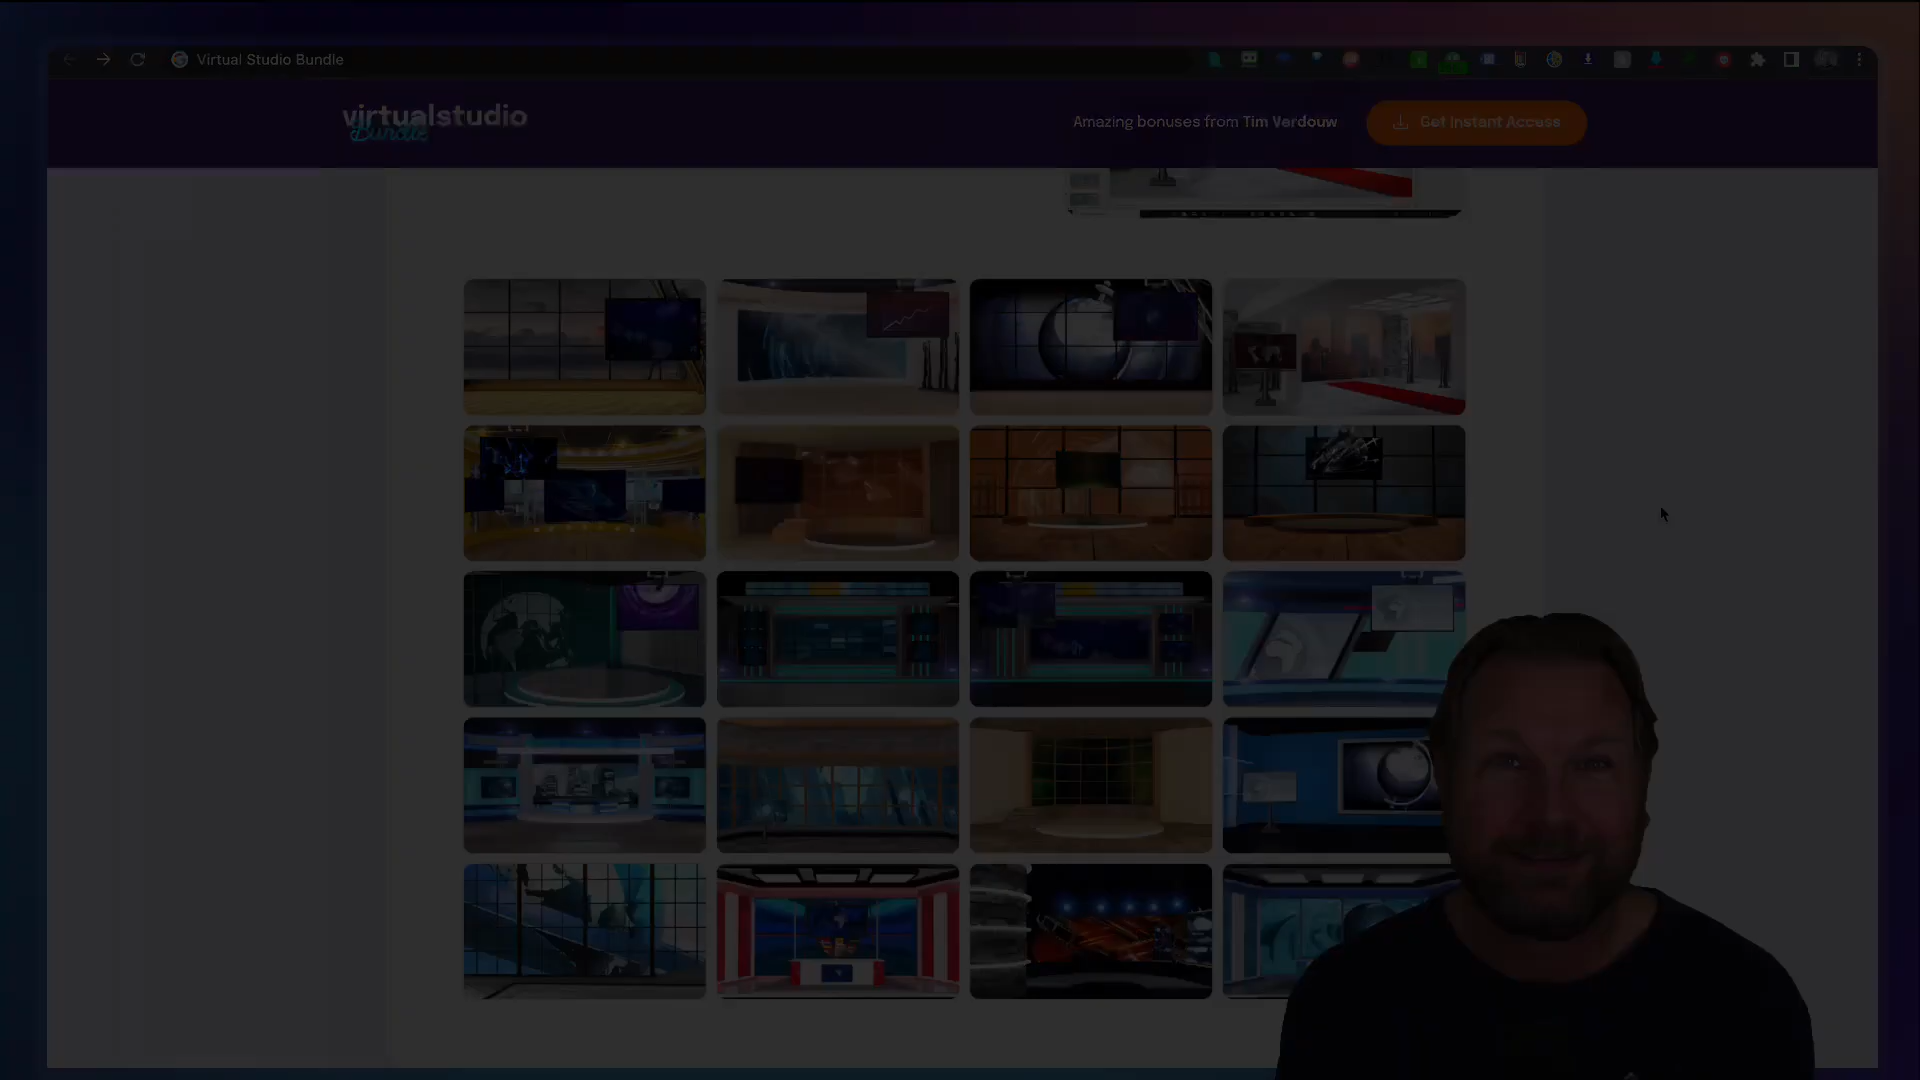 Virtual Studio Bundle
virtualstudio
Bundle
Amazing bonuses from Tim Verdouw
Get Instant Access